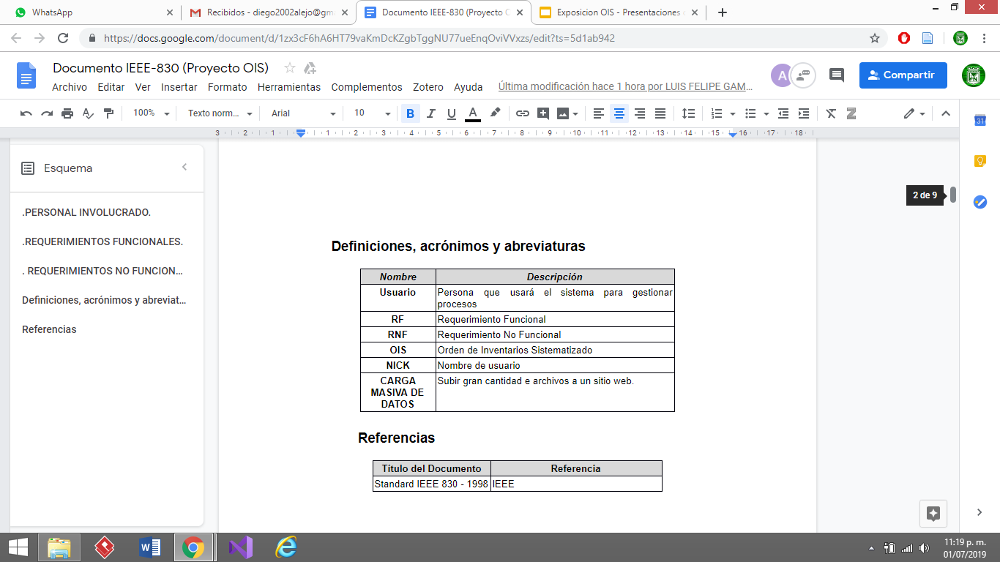 WhatsApp
Recibidos - diego2002alejo@gm
Documento IEEE-830 (Proyecto O
Exposicion OIS - Presentaciones
https://docs.google.com/document/d/1zx3cF6hA6HT79vaKmDcKZgbTggNU77ueEnqOviVVxzs/edit?ts=5d1ab942
Documento IEEE-830 (Proyecto OIS)
A
Compartir
Archivo Editar Ver Insertar Formato Herramientas Complementos Zotero Ayuda Última modificación hace 1 hora por LUIS FELIPE GAM…
100% Texto norm… Arial 10 B I U A
3 2 1 1 2 3 4 5 6 7 8 9 10 11 12 13 14 15 16 17 18
31
Esquema
.PERSONAL INVOLUCRADO.
.REQUERIMIENTOS FUNCIONALES.
. REQUERIMIENTOS NO FUNCION…
Definiciones, acrónimos y abreviat…
Referencias
2 de 9
Definiciones, acrónimos y abreviaturas
Nombre Descripción
Usuario Persona que usará el sistema para gestionar
procesos
RF Requerimiento Funcional
RNF Requerimiento No Funcional
OIS Orden de Inventarios Sistematizado
NICK Nombre de usuario
CARGA Subir gran cantidad e archivos a un sitio web.
MASIVA DE
DATOS
Referencias
Título del Documento Referencia
Standard IEEE 830 - 1998 IEEE
11:19 p. m.
01/07/2019